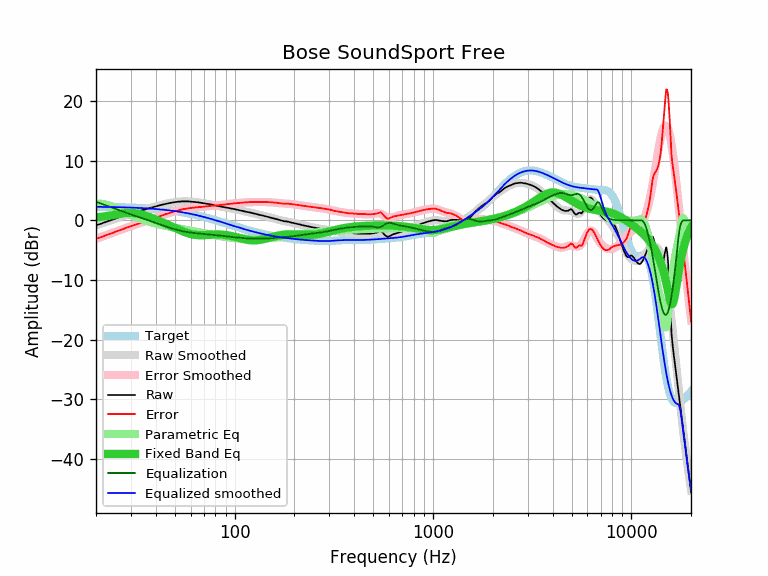 Bose SoundSport Free
20
10
0
−10
−20
−30
−40
Amplitude (dBr)
Target
Raw Smoothed
Error Smoothed
Raw
Error
Parametric Eq
Fixed Band Eq
Equalization
Equalized smoothed
100
1000
10000
Frequency (Hz)